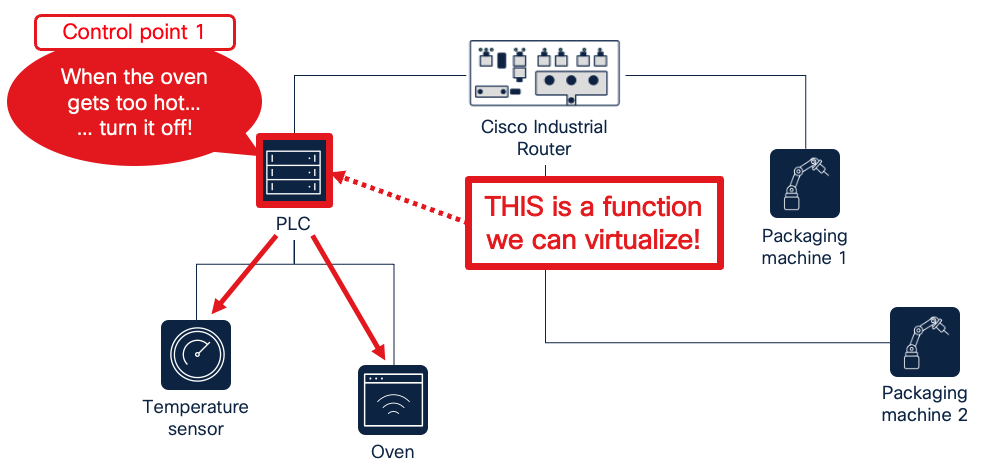 Control point 1
When the oven
gets too hot...
... turn it off!
Cisco Industrial
Router
THIS is a function
we can virtualize!
PLC
Packaging
machine 1
Temperature
sensor
Oven
Packaging
machine 2